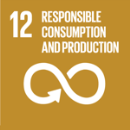 12 RESPONSIBLE
CONSUMPTION
AND PRODUCTION